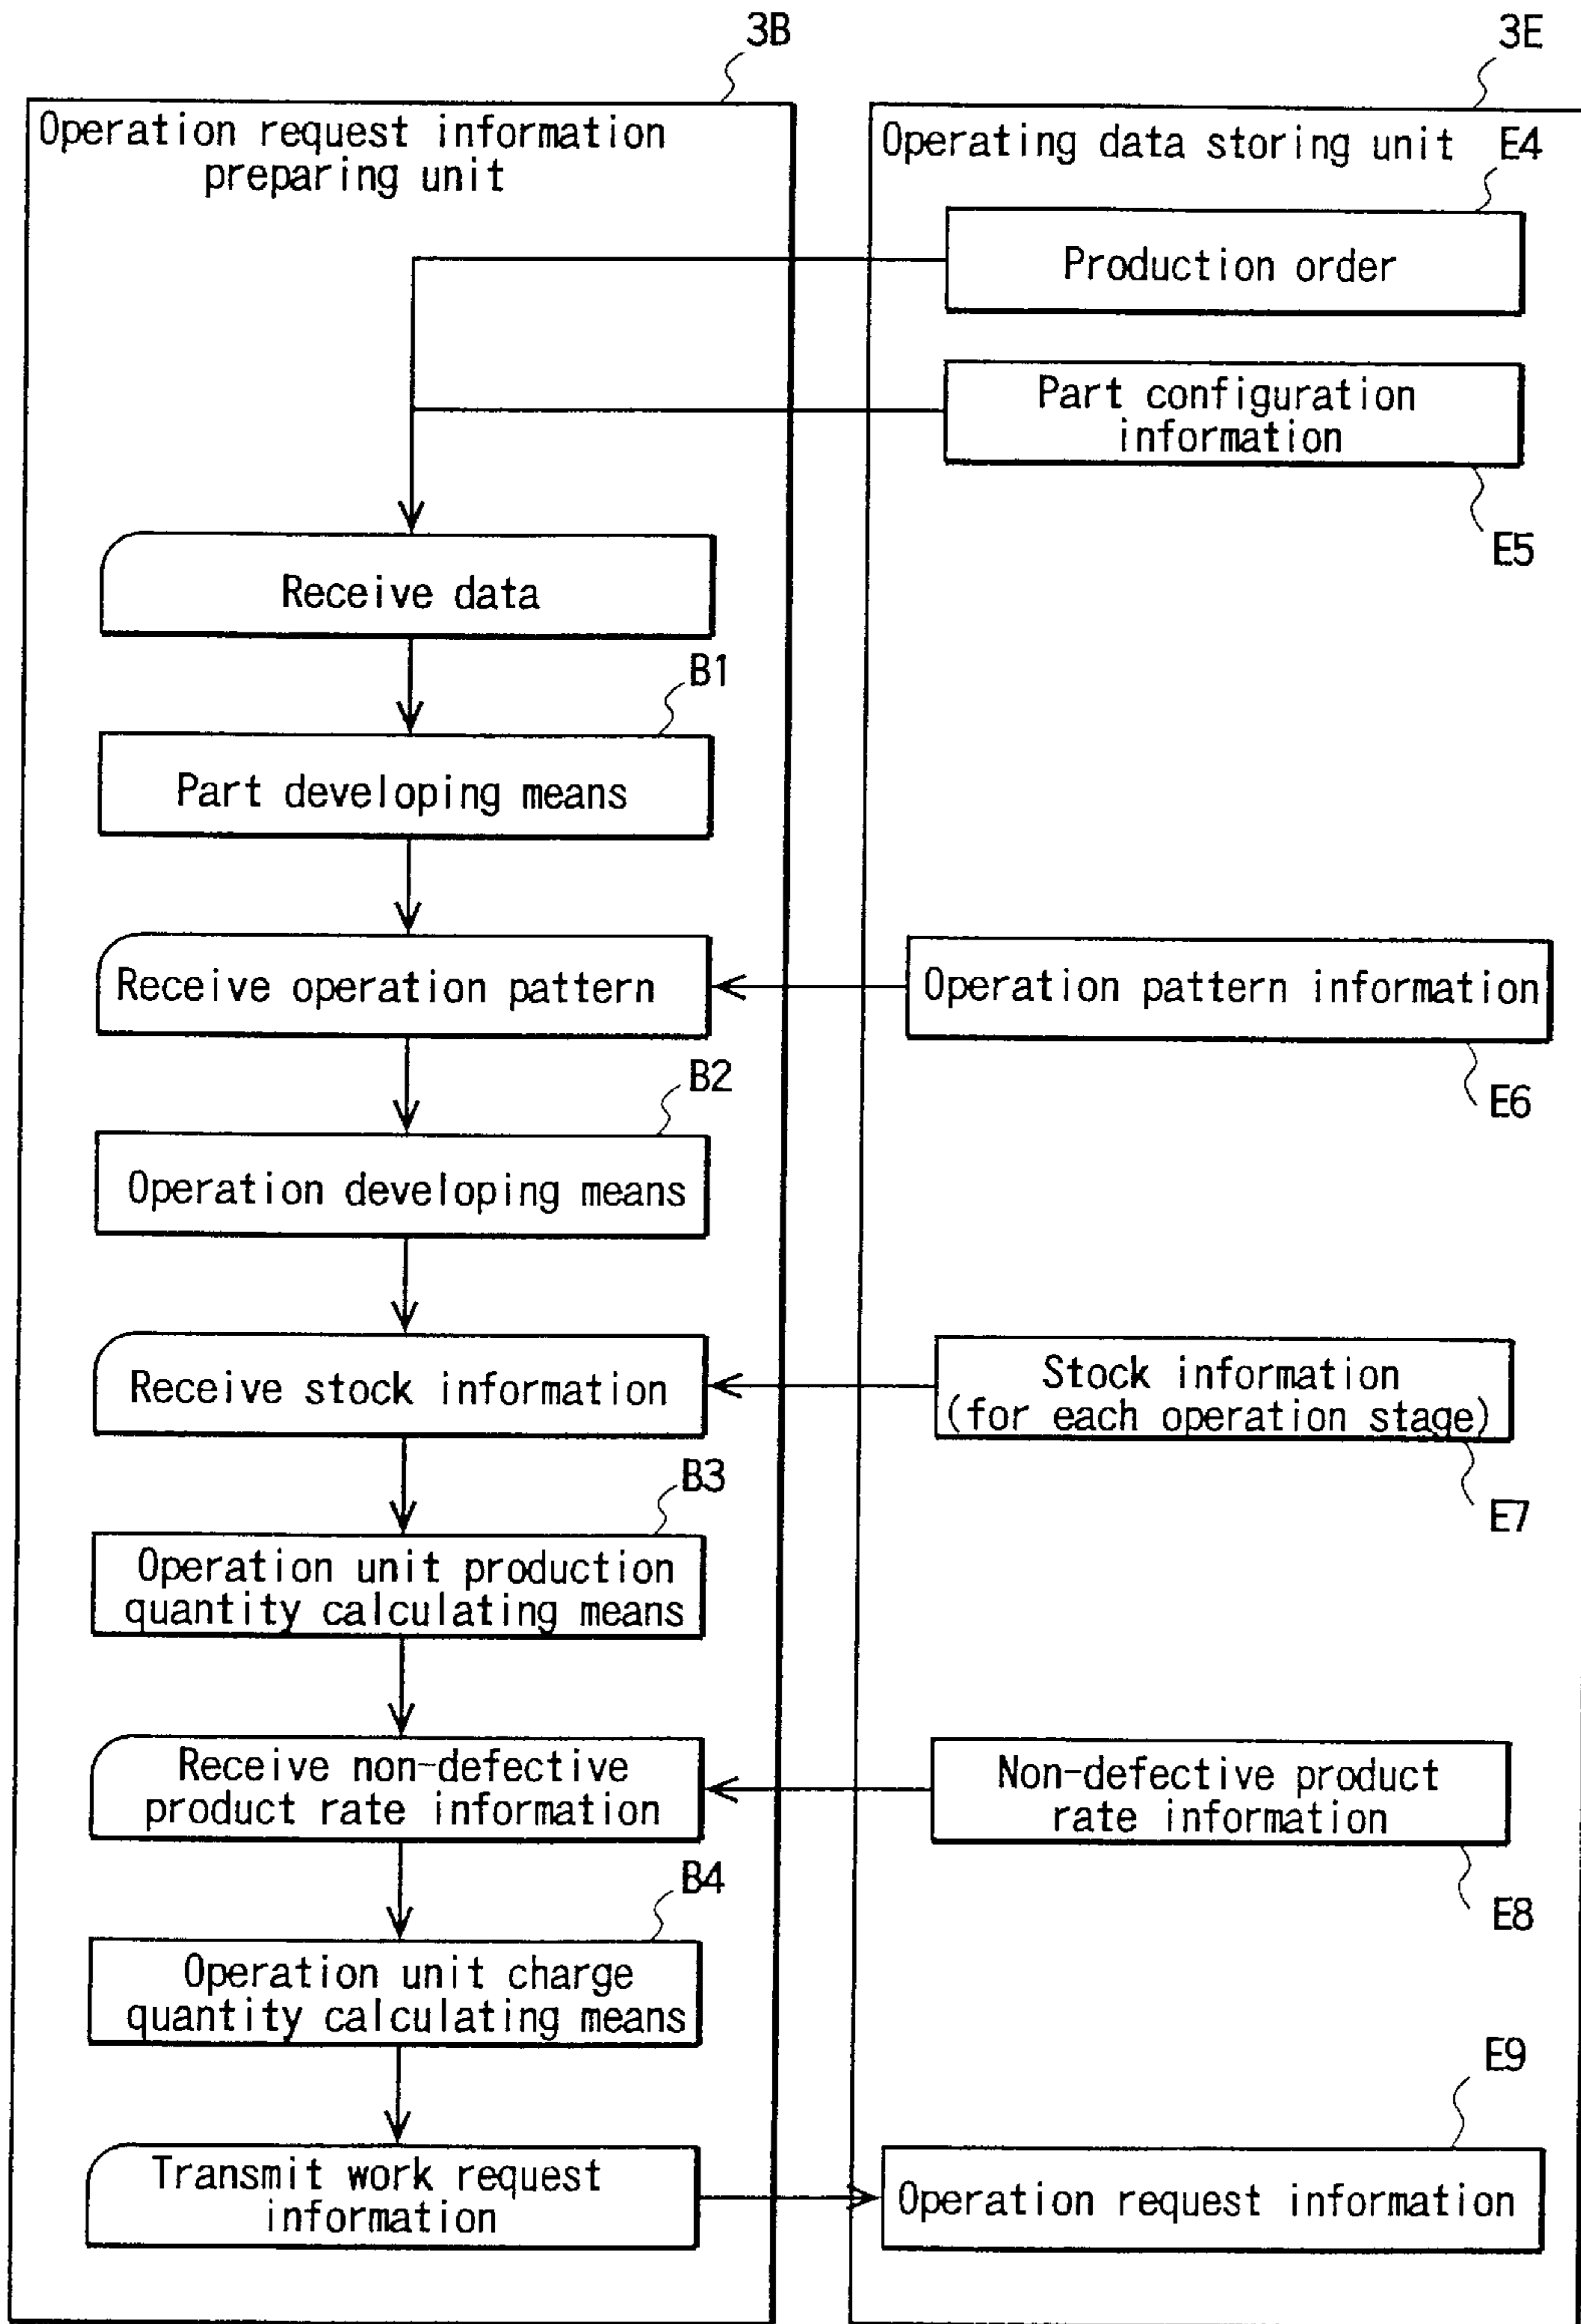 3B
3E
Operation request information
preparing unit
Operating data storing unit
E4
Production order
Part configuration
information
E5
Receive data
B1
Part developing means
Receive operation pattern
Operation pattern information
E6
B2
Operation developing means
Receive stock information
Stock information
(for each operation stage)
E7
B3
Operation unit production
quantity calculating means
Receive non-defective
product rate information
Non-defective product
rate information
E8
B4
Operation unit charge
quantity calculating means
E9
Transmit work request
information
Operation request information